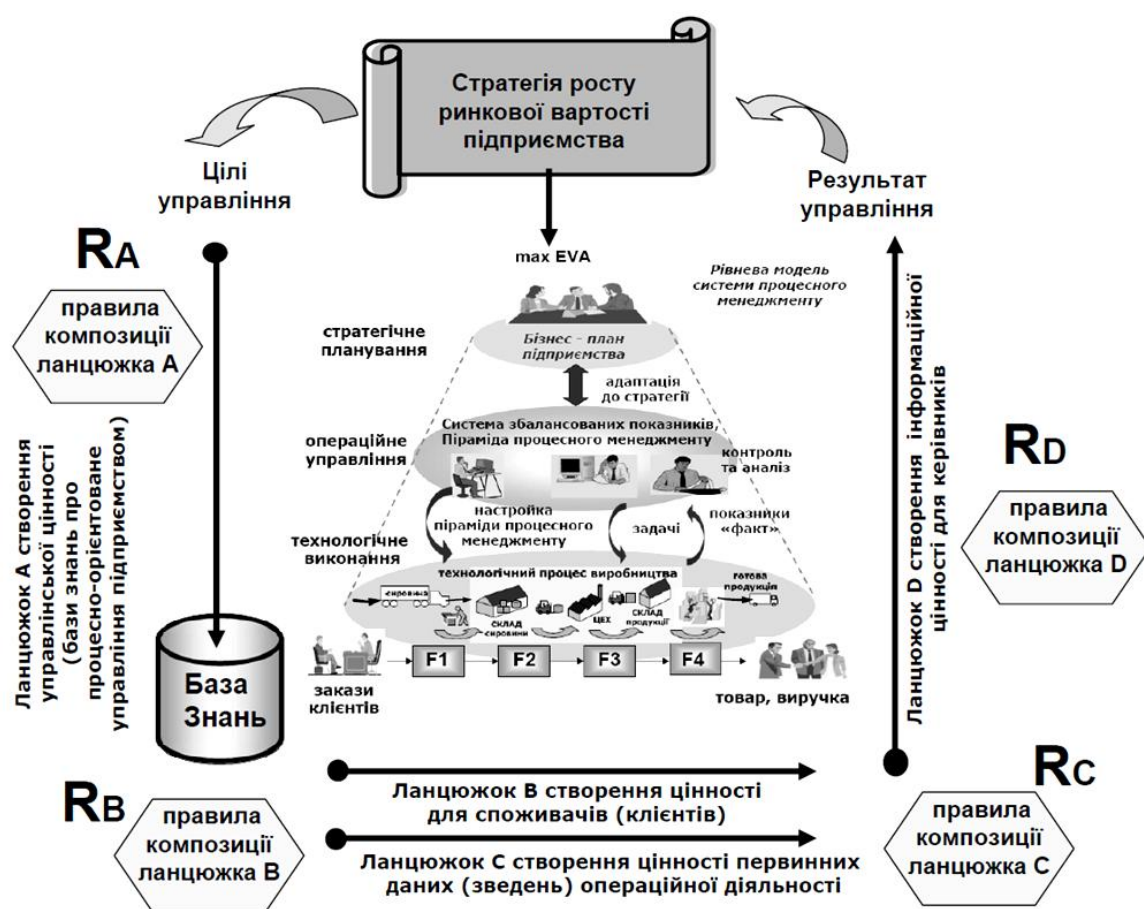 Стратегія росту
ринкової вартості
підприємства
Цілі
управління
Результат
управління
RA
правила
композиції
ланцюжка А
Ланцюжок А створення
управлінської цінності
(бази знань про
процесно-орієнтоване
управління підприємством)
База
Знань
max EVA
Рівнева модель
системи процесного
менеджменту
стратегічне
планування
Бізнес - план
підприємства
адаптація
до стратегії
операційне
управління
Система збалансованих показників,
Піраміда процесного менеджменту
контроль
та аналіз
настройка
піраміди процесного
менеджменту
задачі
показники
«факт»
технологічне
виконання
технологічний процес виробництва
сировина
СКЛАД
сировини
ЦЕХ
СКЛАД
продукції
готова
продукція
F1
F2
F3
F4
закази
клієнтів
товар, виручка
Ланцюжок D створення інформаційної
цінності для керівників
RD
правила
композиції
ланцюжка D
RB
правила
композиції
ланцюжка В
Ланцюжок В створення цінності
для споживачів (клієнтів)
Ланцюжок С створення цінності первинних
даних (зведень) операційної діяльності
RC
правила
композиції
ланцюжка С